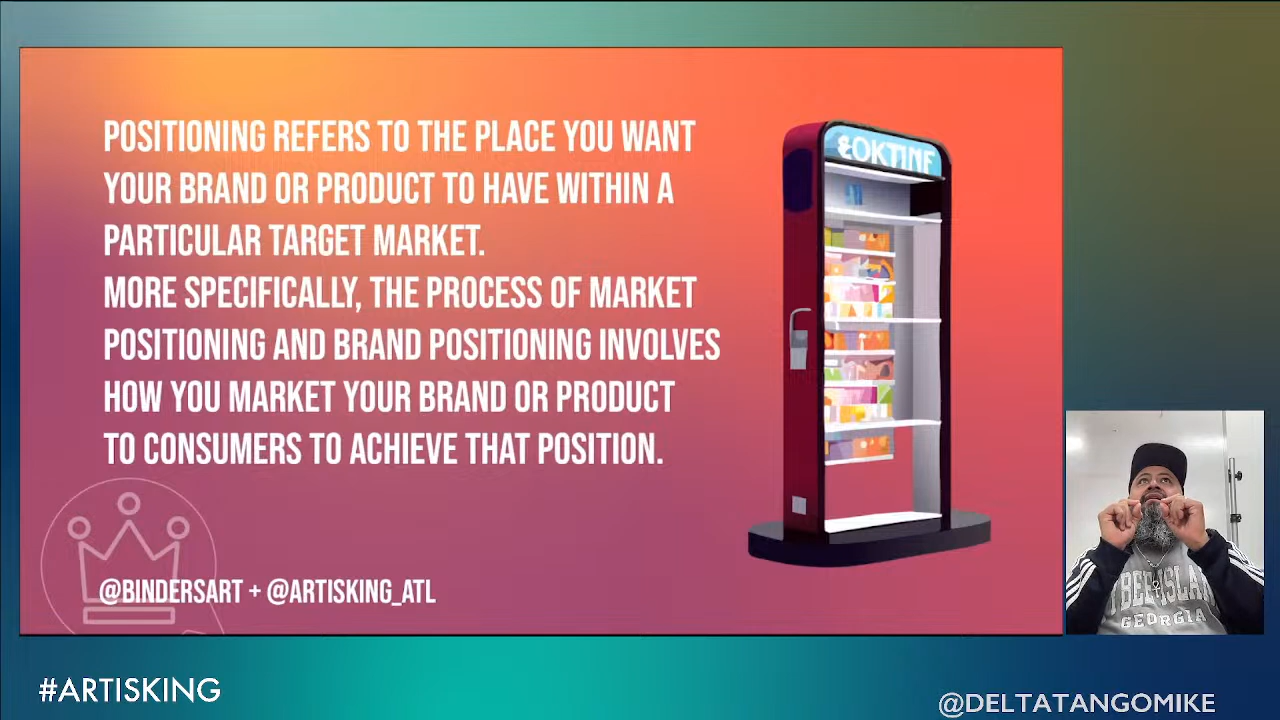 POSITIONING REFERS TO THE PLACE YOU WANT
YOUR BRAND OR PRODUCT TO HAVE WITHIN A
PARTICULAR TARGET MARKET.
MORE SPECIFICALLY, THE PROCESS OF MARKET
POSITIONING AND BRAND POSITIONING INVOLVES
HOW YOU MARKET YOUR BRAND OR PRODUCT
TO CONSUMERS TO ACHIEVE THAT POSITION.
@BINDERSART + @ARTISKING_ATL
GEORGIA
#ARTISKING
@DELTATANGOMIKE